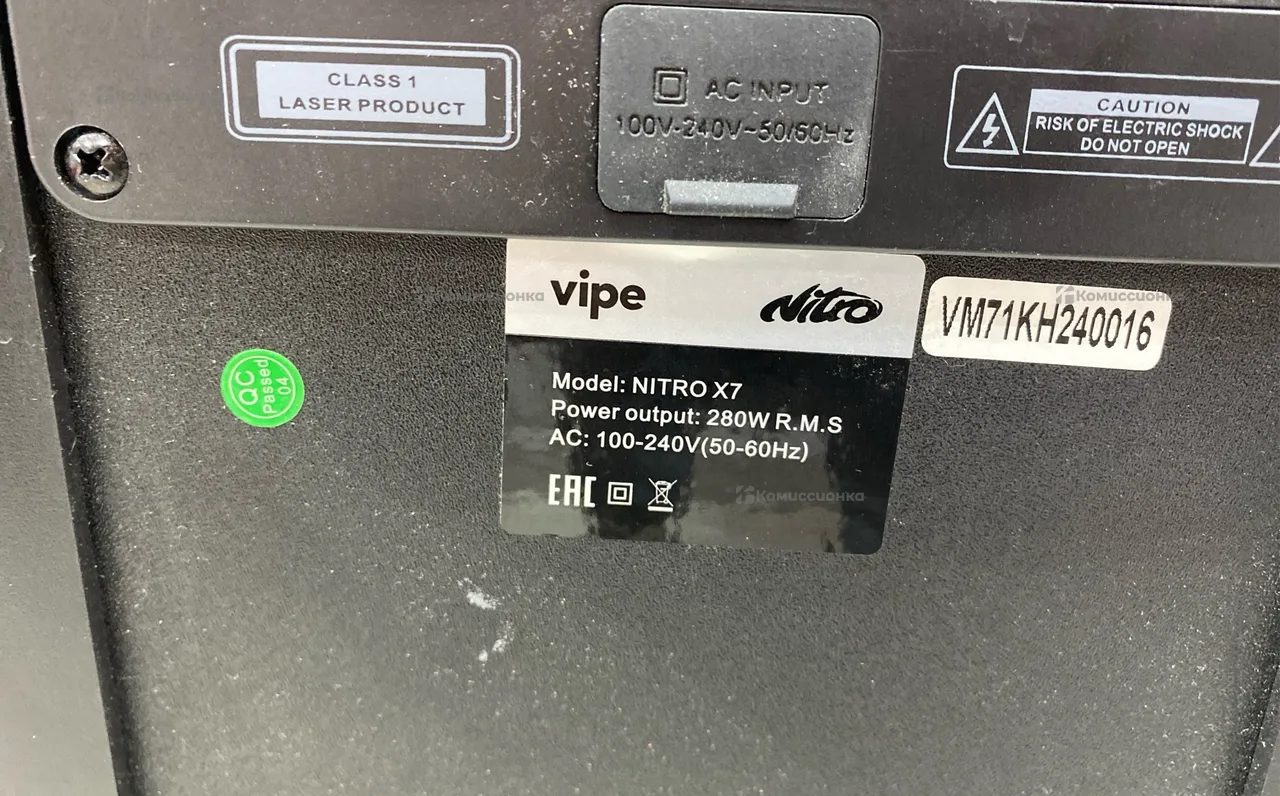 CLASS 1
LASER PRODUCT
AC INPUT
100V-240V~50/60Hz
CAUTION
RISK OF ELECTRIC SHOCK
DO NOT OPEN
vipe
Nitro
VM71KH240016
Model: NITRO X7
Power output: 280W R.M.S
AC: 100-240V(50-60Hz)
EAC
QC
Passed
04
Комиссионка
Комиссионка
Комиссионка